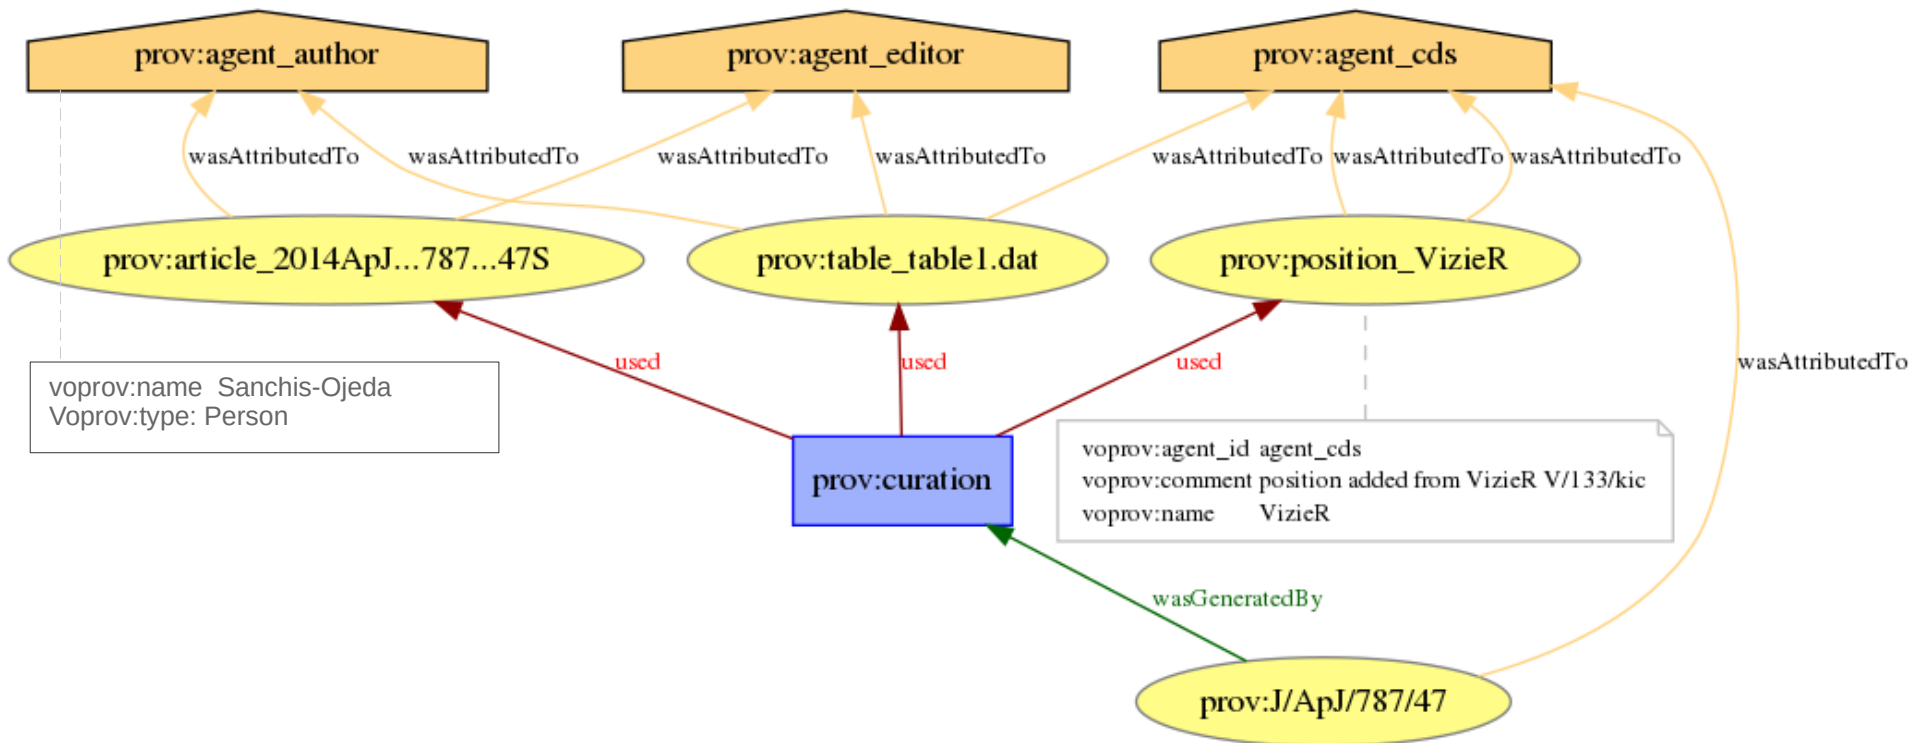 prov:agent_author
prov:agent_editor
prov:agent_cds
wasAttributedTo
wasAttributedTo
wasAttributedTo
wasAttributedTo
wasAttributedTo
wasAttributedTo
wasAttributedTo
prov:article_2014ApJ...787...47S
prov:table_table1.dat
prov:position_VizieR
used
used
used
wasAttributedTo
voprov:name  Sanchis-Ojeda
Voprov:type: Person
prov:curation
voprov:agent_id agent_cds
voprov:comment position added from VizieR V/133/kic
voprov:name VizieR
wasGeneratedBy
prov:J/ApJ/787/47